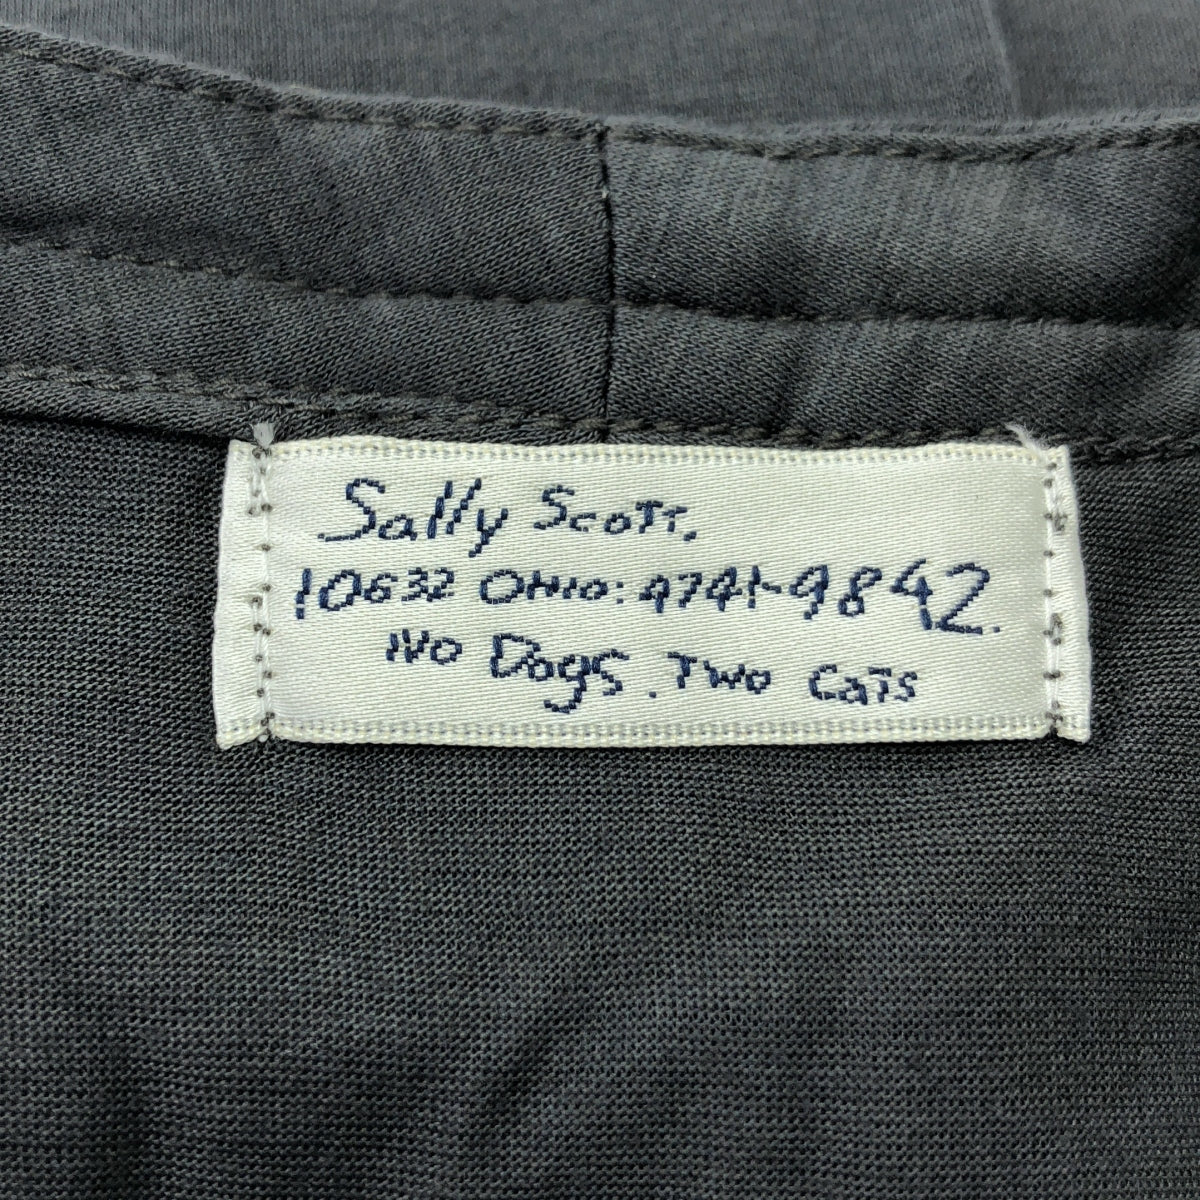 Sally Scott,
10632 Ohio: 4741-9842.
No Dogs. Two Cats